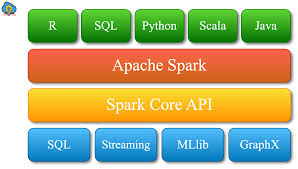 R SQL Python Scala Java
Apache Spark
Spark Core API
SQL Streaming MLlib GraphX